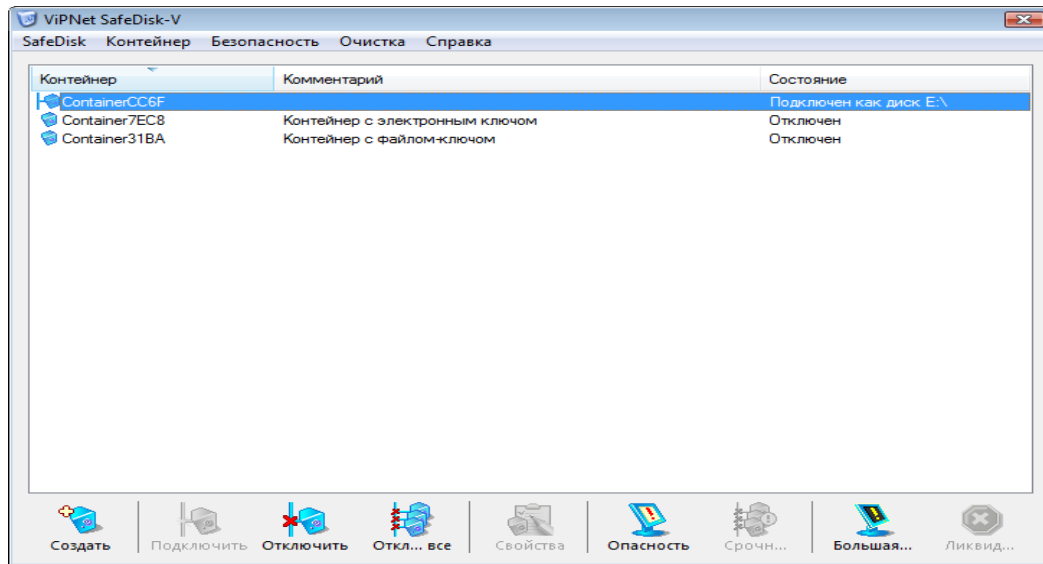 ViPNet SafeDisk-V
SafeDisk Контейнер Безопасность Очистка Справка
Контейнер Комментарий Состояние
ContainerCC6F Подключен как диск E:\
Container7EC8 Контейнер с электронным ключом Отключен
Container31BA Контейнер с файлом-ключом Отключен
Создать Подключить Отключить Откл... все Свойства Опасность Срочн... Большая... Ликвид...